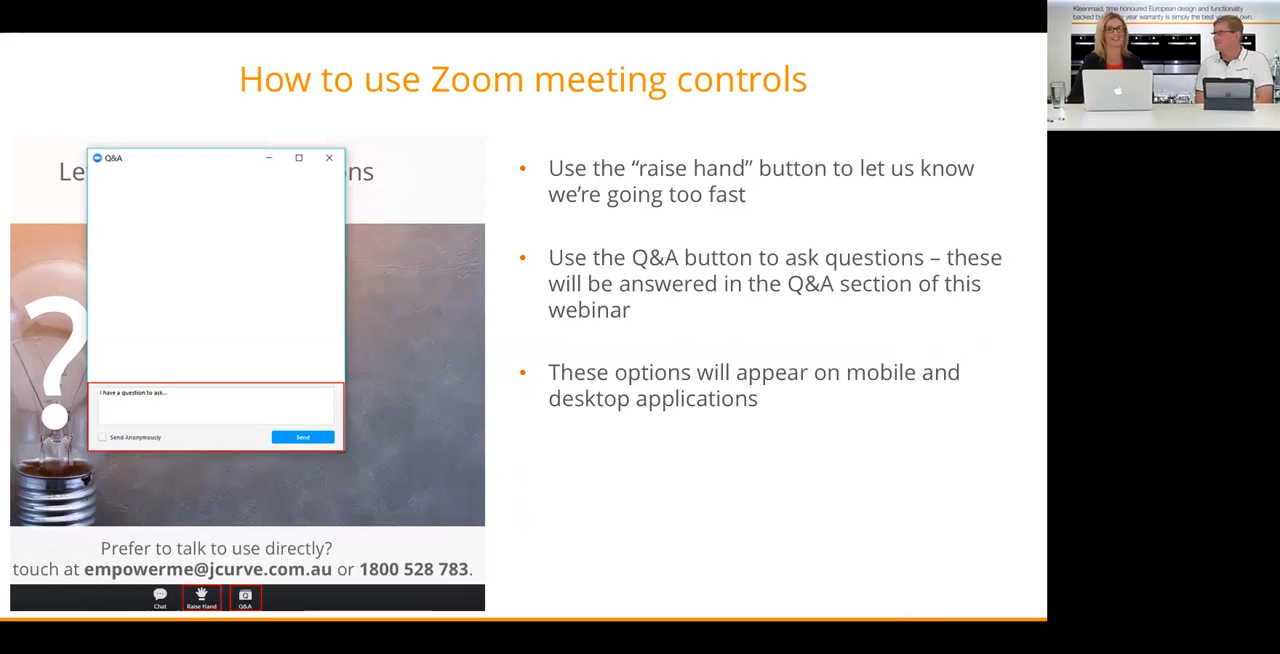 Kleenmaid, time honoured European design and functionality
backed by year warranty is simply the best own.
How to use Zoom meeting controls
Q&A
Le ns
I have a question to ask...
Send Anonymously
Send
Prefer to talk to use directly?
touch at empowerme@jcurve.com.au or 1800 528 783.
Chat
Raise Hand
Q&A
• Use the “raise hand” button to let us know
we’re going too fast
• Use the Q&A button to ask questions – these
will be answered in the Q&A section of this
webinar
• These options will appear on mobile and
desktop applications